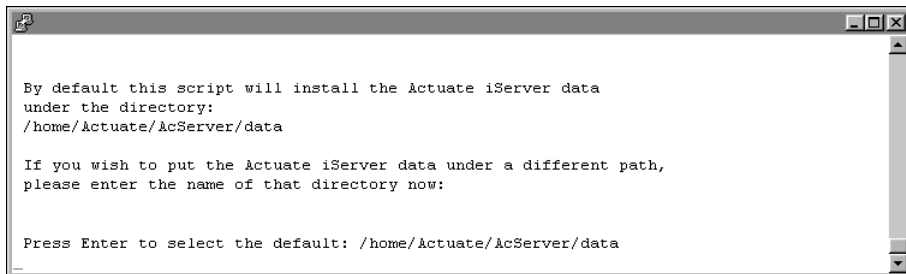 By default this script will install the Actuate iServer data
under the directory:
/home/Actuate/AcServer/data
If you wish to put the Actuate iServer data under a different path,
please enter the name of that directory now:
Press Enter to select the default: /home/Actuate/AcServer/data